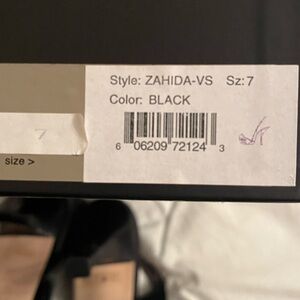 Style: ZAHIDA-VS Sz:7
Color: BLACK
6 06209 72124 3
7
size >